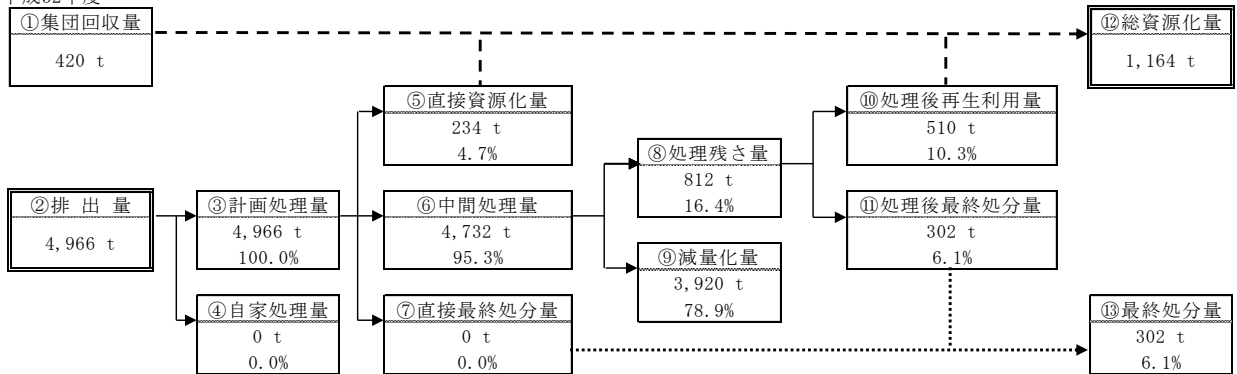 ①集団回収量
420 t
⑫総資源化量
1,164 t
⑤直接資源化量
234 t
4.7%
⑩処理後再生利用量
510 t
10.3%
⑧処理残さ量
812 t
16.4%
②排 出 量
4,966 t
③計画処理量
4,966 t
100.0%
⑥中間処理量
4,732 t
95.3%
⑪処理後最終処分量
302 t
6.1%
⑨減量化量
3,920 t
78.9%
④自家処理量
0 t
0.0%
⑦直接最終処分量
0 t
0.0%
⑬最終処分量
302 t
6.1%